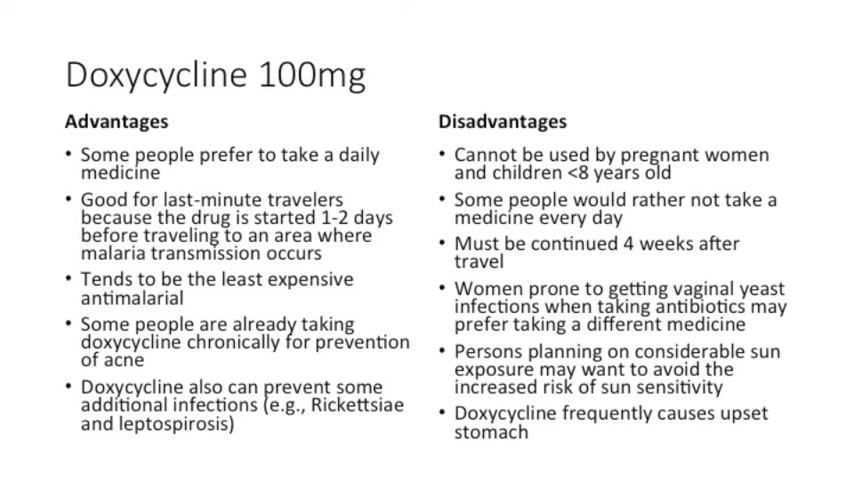 Doxycycline 100mg
Advantages
• Some people prefer to take a daily
medicine
• Good for last-minute travelers
because the drug is started 1-2 days
before traveling to an area where
malaria transmission occurs
• Tends to be the least expensive
antimalarial
• Some people are already taking
doxycycline chronically for prevention
of acne
• Doxycycline also can prevent some
additional infections (e.g., Rickettsiae
and leptospirosis)
Disadvantages
• Cannot be used by pregnant women
and children <8 years old
• Some people would rather not take a
medicine every day
• Must be continued 4 weeks after
travel
• Women prone to getting vaginal yeast
infections when taking antibiotics may
prefer taking a different medicine
• Persons planning on considerable sun
exposure may want to avoid the
increased risk of sun sensitivity
• Doxycycline frequently causes upset
stomach